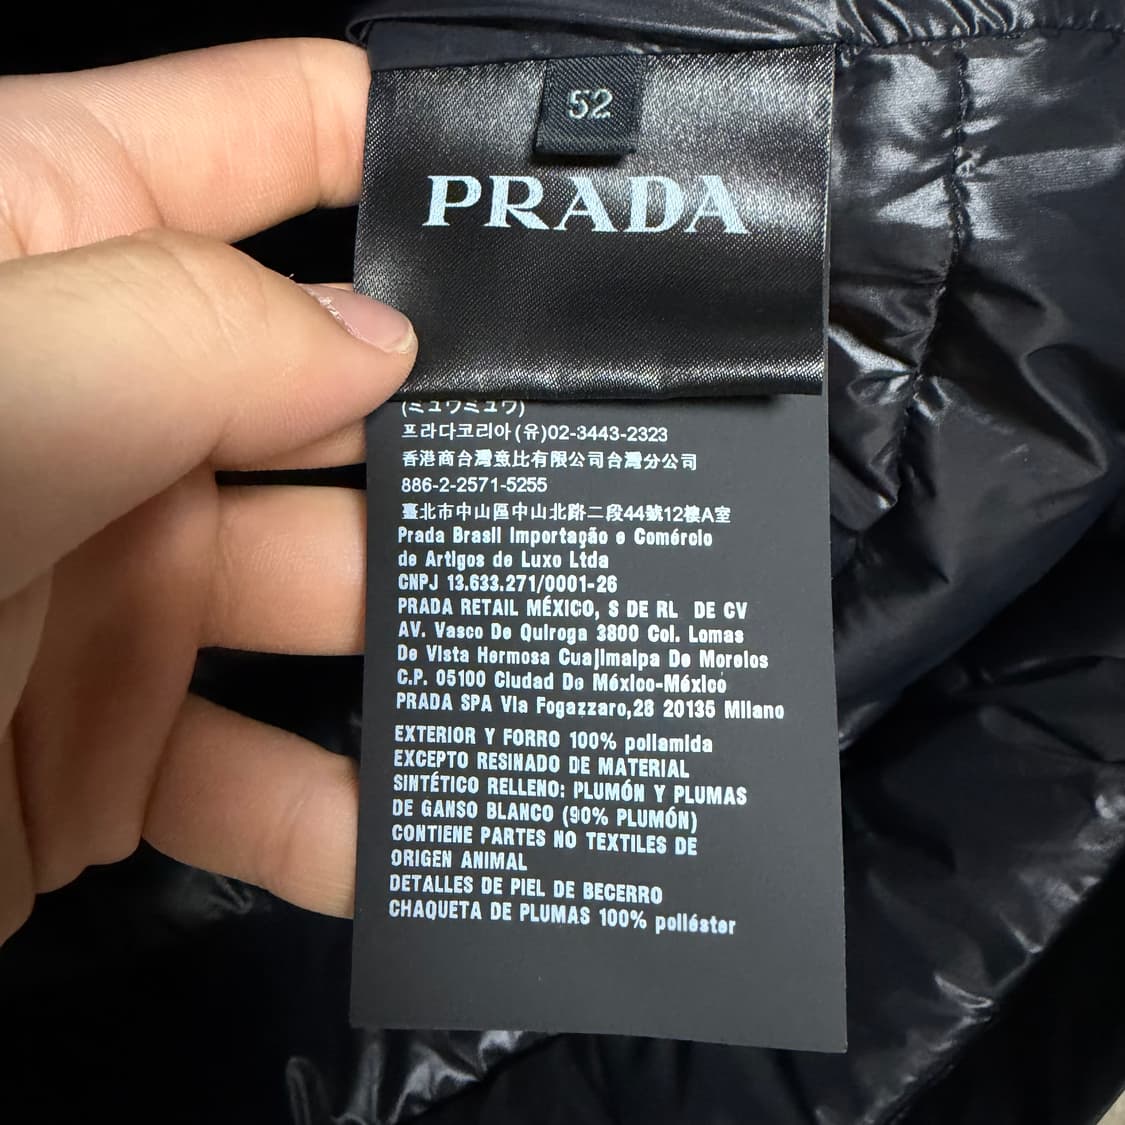 52
PRADA
(ミュウミュウ)
프라다코리아(유)02-3443-2323
香港商台灣意比有限公司台灣分公司
886-2-2571-5255
臺北市中山區中山北路二段44號12樓A室
Prada Brasil Importação e Comércio
de Artigos de Luxo Ltda
CNPJ 13.633.271/0001-26
PRADA RETAIL MÉXICO, S DE RL DE CV
AV. Vasco De Quiroga 3800 Col. Lomas
De Vista Hermosa Cuajimalpa De Morelos
C.P. 05100 Ciudad De México-México
PRADA SPA Via Fogazzaro,28 20135 Milano
EXTERIOR Y FORRO 100% poliamida
EXCEPTO RESINADO DE MATERIAL
SINTÉTICO RELLENO: PLUMÓN Y PLUMAS
DE GANSO BLANCO (90% PLUMÓN)
CONTIENE PARTES NO TEXTILES DE
ORIGEN ANIMAL
DETALLES DE PIEL DE BECERRO
CHAQUETA DE PLUMAS 100% poliéster